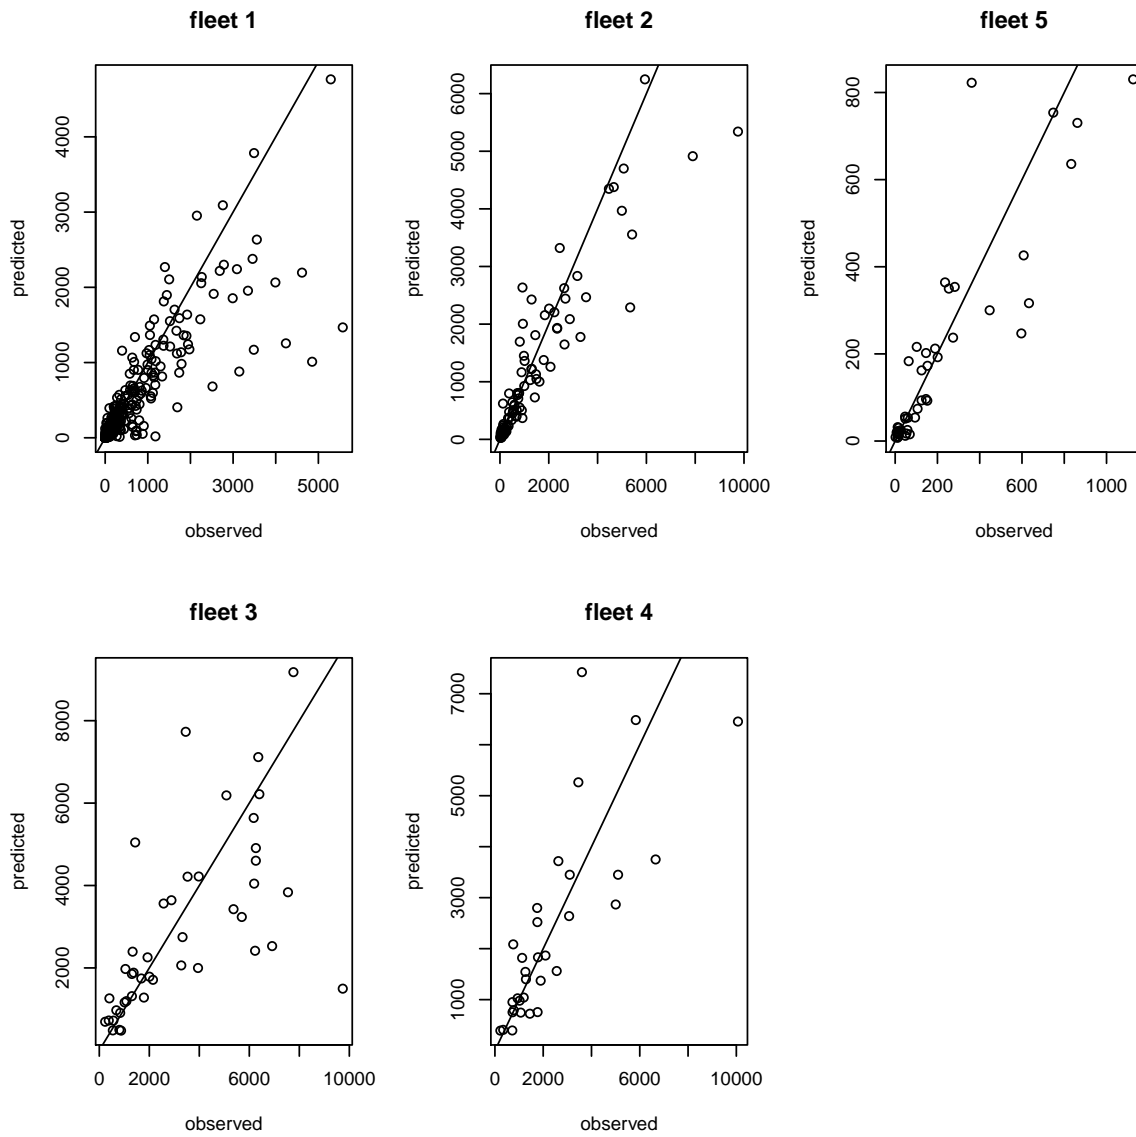 fleet 1
predicted
0 1000 2000 3000 4000
0 1000 3000 5000
observed
fleet 2
predicted
0 1000 2000 3000 4000 5000 6000
0 2000 6000 10000
observed
fleet 5
predicted
0 200 400 600 800
0 200 600 1000
observed
fleet 3
predicted
2000 4000 6000 8000
0 2000 6000 10000
observed
fleet 4
predicted
1000 3000 5000 7000
0 2000 6000 10000
observed